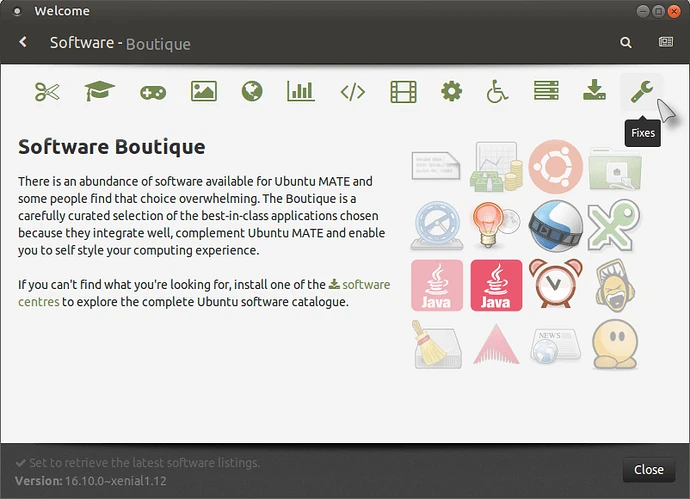 Welcome
Software - Boutique
Fixes
Software Boutique
There is an abundance of software available for Ubuntu MATE and
some people find that choice overwhelming. The Boutique is a
carefully curated selection of the best-in-class applications chosen
because they integrate well, complement Ubuntu MATE and enable
you to self style your computing experience.
If you can't find what you're looking for, install one of the software
centres to explore the complete Ubuntu software catalogue.
Java
Java
NEWS
Set to retrieve the latest software listings.
Version: 16.10.0~xenial1.12
Close